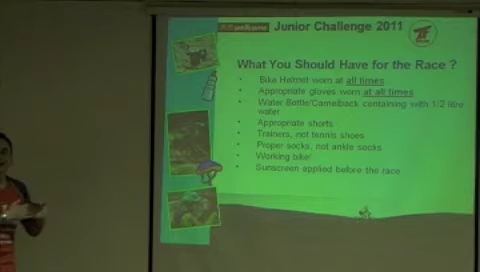 Junior Challenge 2011
What You Should Have for the Race ?
• Bike Helmet worn at all times
• Appropriate gloves worn at all times
• Water Bottle/Camelback containing with 1/2 litre
water
• Appropriate shorts
• Trainers, not tennis shoes
• Proper socks, not ankle socks
• Working bike'
• Sunscreen applied before the race